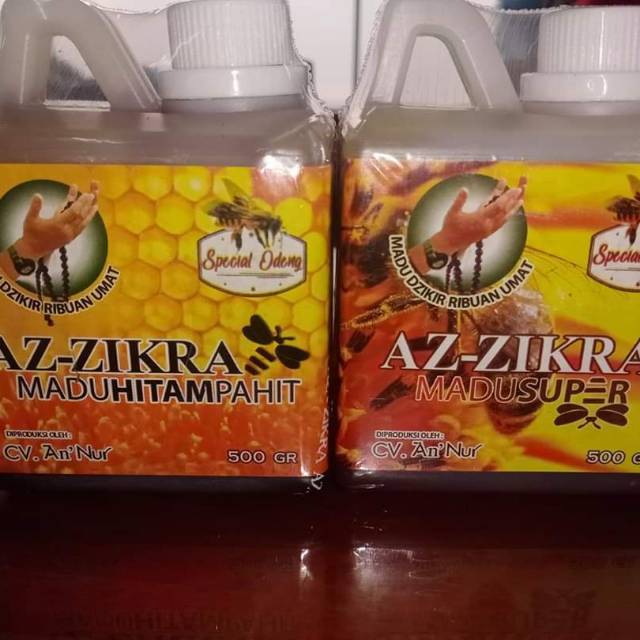 DZIKIR RIBUAN UMAT
Special Odeng
AZ-ZIKRA
MADUHITAMPAHIT
DIPRODUKSI OLEH :
CV. An'Nur
500 GR
MADU DZIKIR RIBUAN UMAT
Special
AZ-ZIKRA
MADUSUPER
DIPRODUKSI OLEH :
CV. An'Nur
500 G